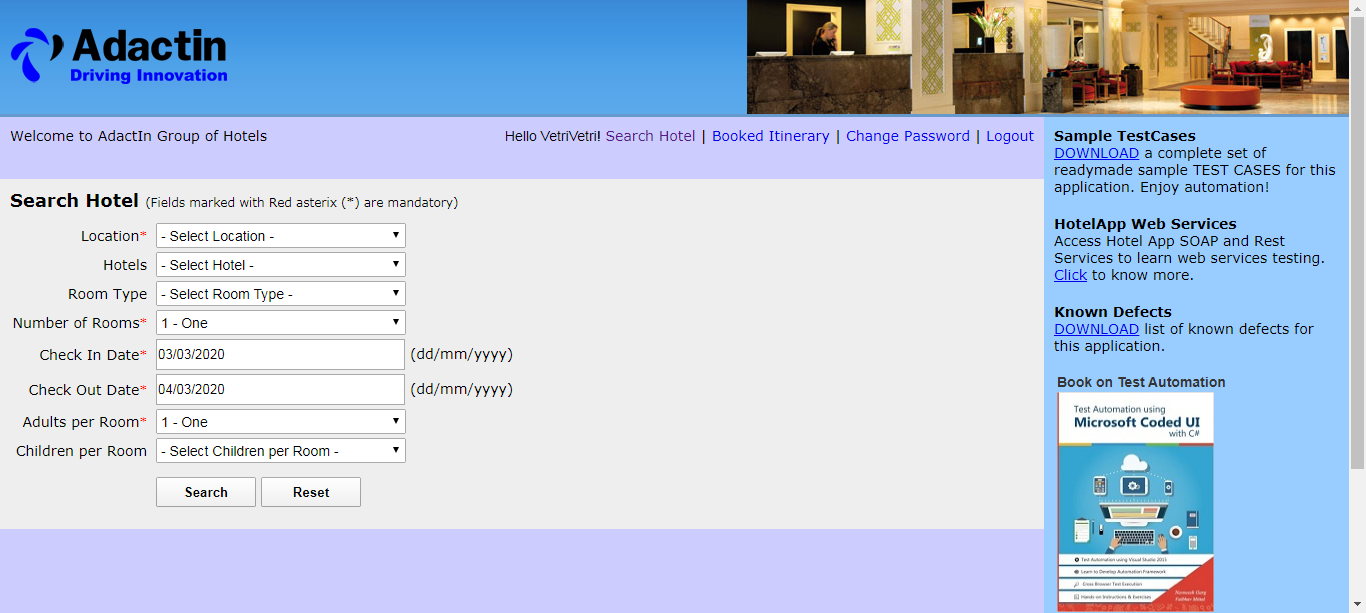 Adactin
Driving Innovation
Welcome to AdactIn Group of Hotels
Hello VetriVetri! Search Hotel | Booked Itinerary | Change Password | Logout
Search Hotel (Fields marked with Red asterix (*) are mandatory)
Location* - Select Location -
Hotels - Select Hotel -
Room Type - Select Room Type -
Number of Rooms* 1 - One
Check In Date* 03/03/2020 (dd/mm/yyyy)
Check Out Date* 04/03/2020 (dd/mm/yyyy)
Adults per Room* 1 - One
Children per Room - Select Children per Room -
Search Reset
Sample TestCases
DOWNLOAD a complete set of
readymade sample TEST CASES for this
application. Enjoy automation!
HotelApp Web Services
Access Hotel App SOAP and Rest
Services to learn web services testing.
Click to know more.
Known Defects
DOWNLOAD list of known defects for
this application.
Book on Test Automation
Test Automation using
Microsoft Coded UI
with C#
Test Automation using Visual Studio 2013
Learn to Develop Automation Framework
Cross Browser Test Execution
Hands-on Instructions & Exercises
Navneesh Garg
Vaibhav Mittal